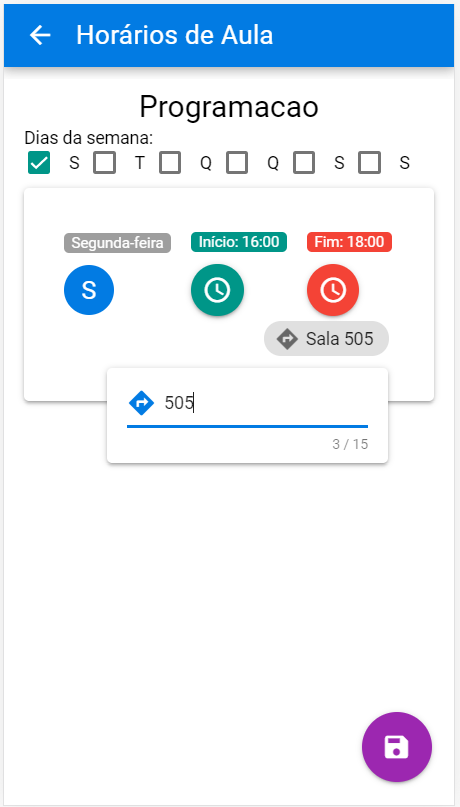 Horários de Aula
Programacao
Dias da semana:
S T Q Q S S
Segunda-feira Início: 16:00 Fim: 18:00
S
Sala 505
505
3 / 15